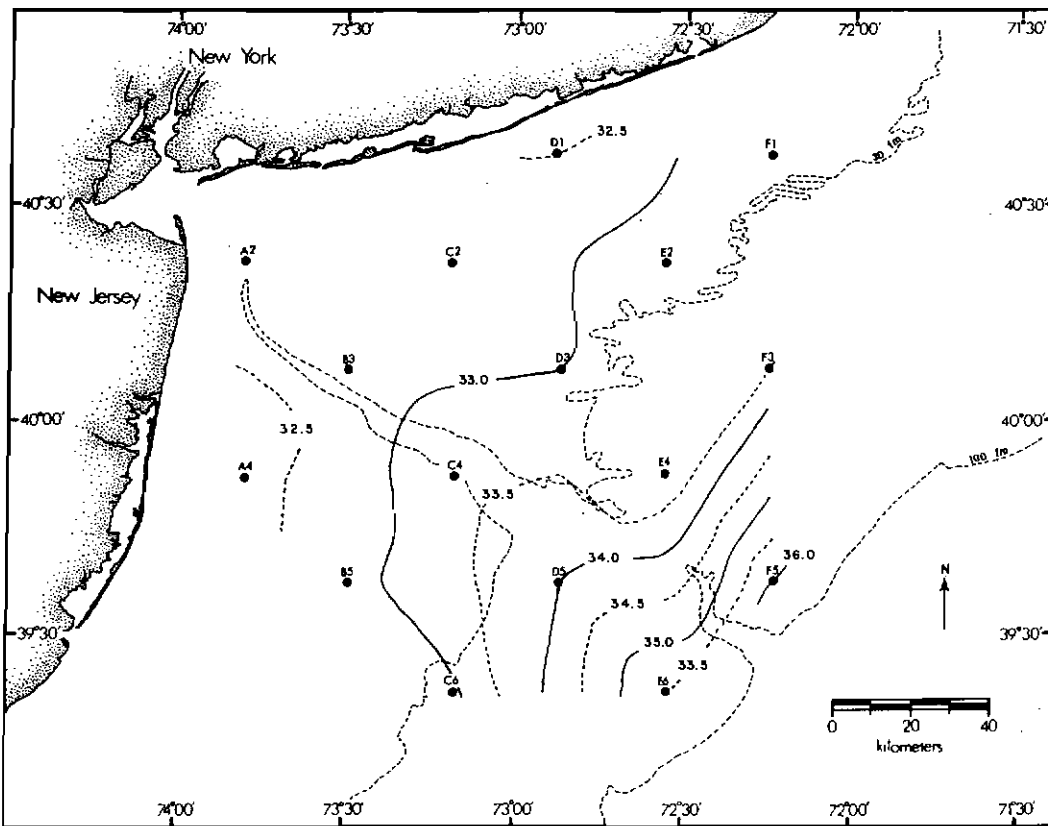 74°00' 73°30' 73°00' 72°30' 72°00' 71°30'
New York
D1 32.5 F1
30 fm
40°30' 40°30'
A2 C2 E2
New Jersey
B3 D3 F3
33.0
40°00' 40°00'
32.5
100 fm
A4 C4 E4
33.5
34.0 36.0
B5 D5 F5
N
34.5
39°30' 39°30'
35.0
33.5
C6 E6
0 20 40
kilometers
74°00' 73°30' 73°00' 72°30' 72°00' 71°30'